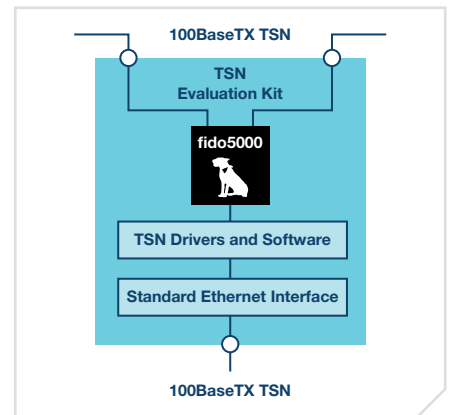 100BaseTX TSN
TSN
Evaluation Kit
fido5000
TSN Drivers and Software
Standard Ethernet Interface
100BaseTX TSN